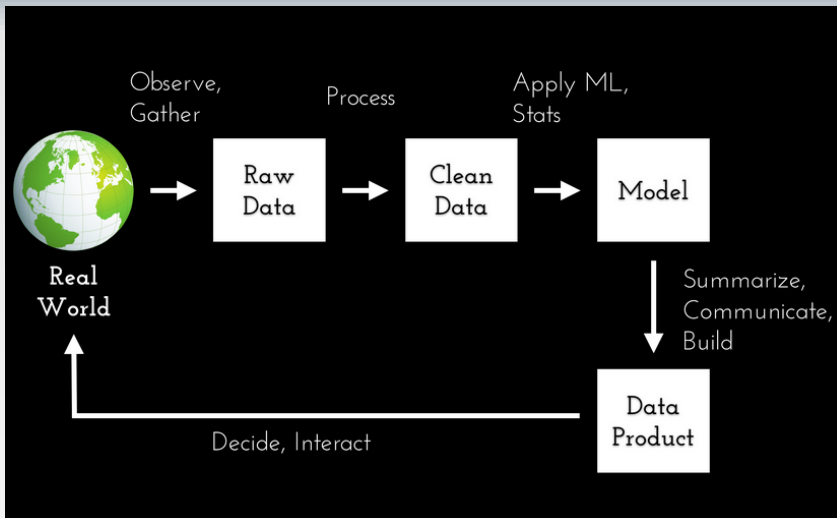 Observe,
Gather
Process
Apply ML,
Stats
Raw
Data
Clean
Data
Model
Real
World
Summarize,
Communicate,
Build
Data
Product
Decide, Interact